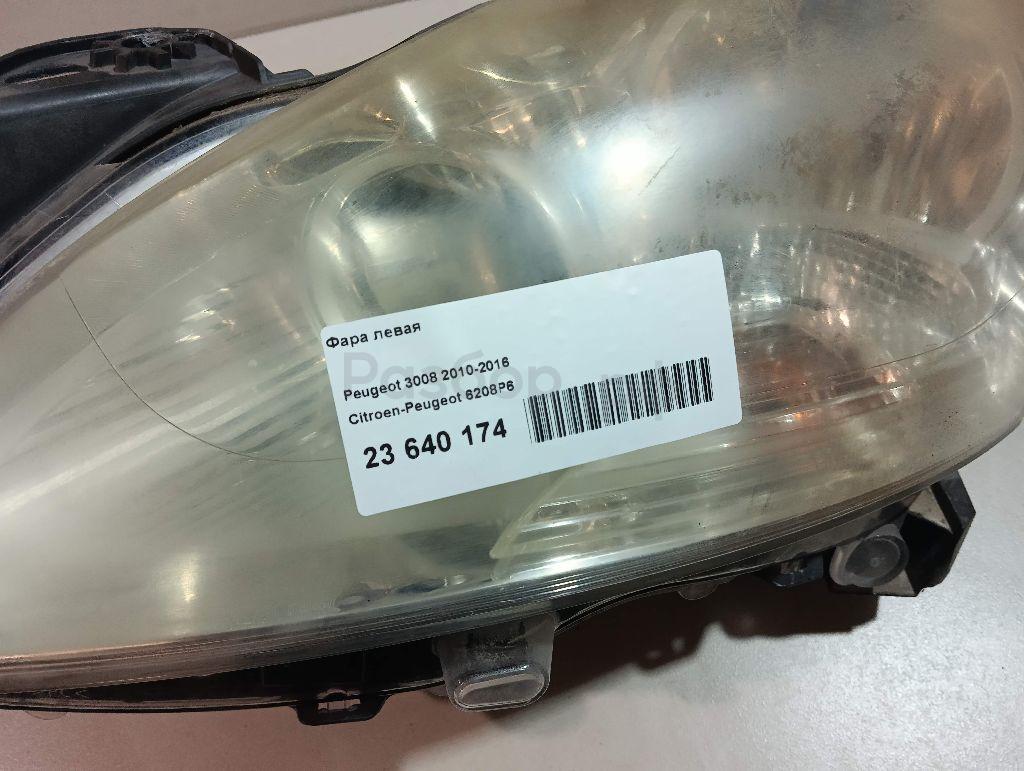 Фара левая
Peugeot 3008 2010-2016
Citroen-Peugeot 6208P6
23 640 174